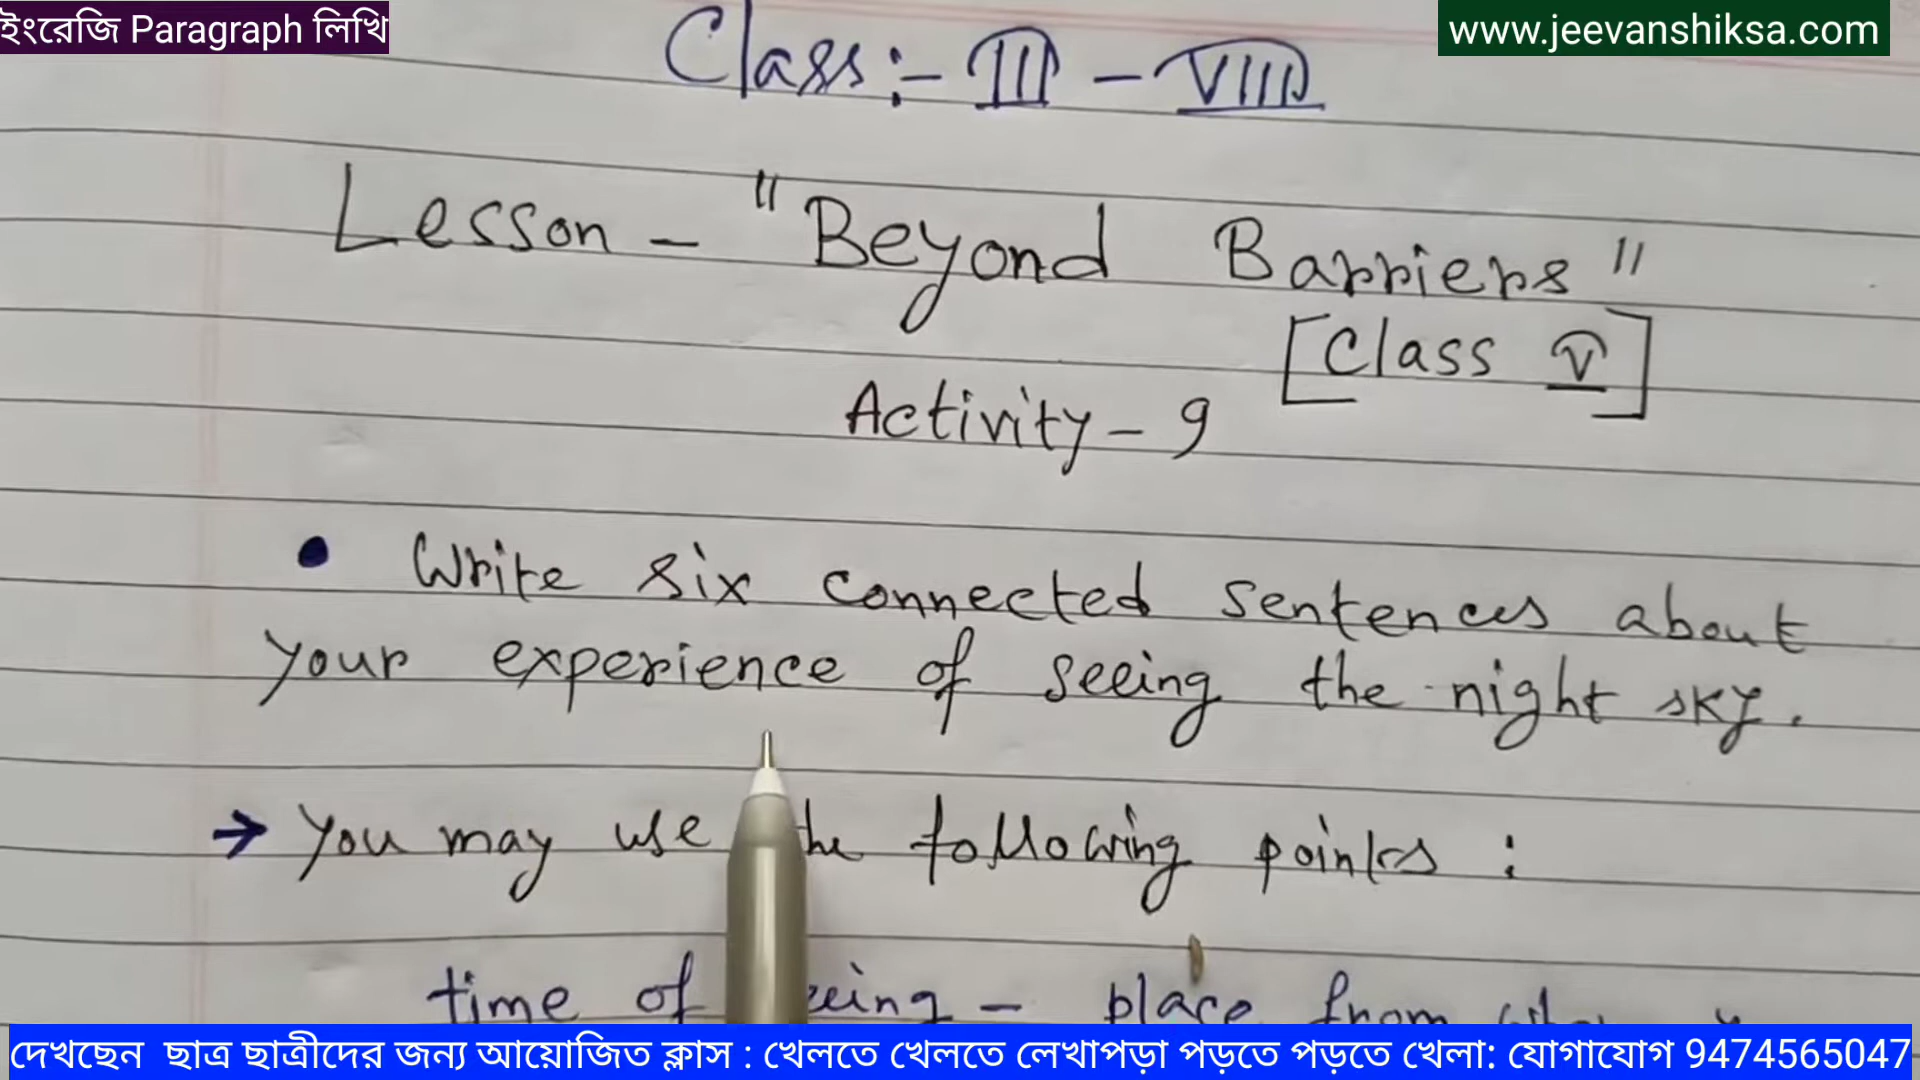 ইংরেজি Paragraph লিখি
www.jeevanshiksa.com
Class:- III - VIII
Lesson - "Beyond Barriers"
[Class V]
Activity - 9
• Write six connected sentences about
your experience of seeing the night sky.
→ You may use the following points :
time of seeing - place from
দেখছেন ছাত্র ছাত্রীদের জন্য আয়োজিত ক্লাস : খেলতে খেলতে লেখাপড়া পড়তে পড়তে খেলা: যোগাযোগ 9474565047